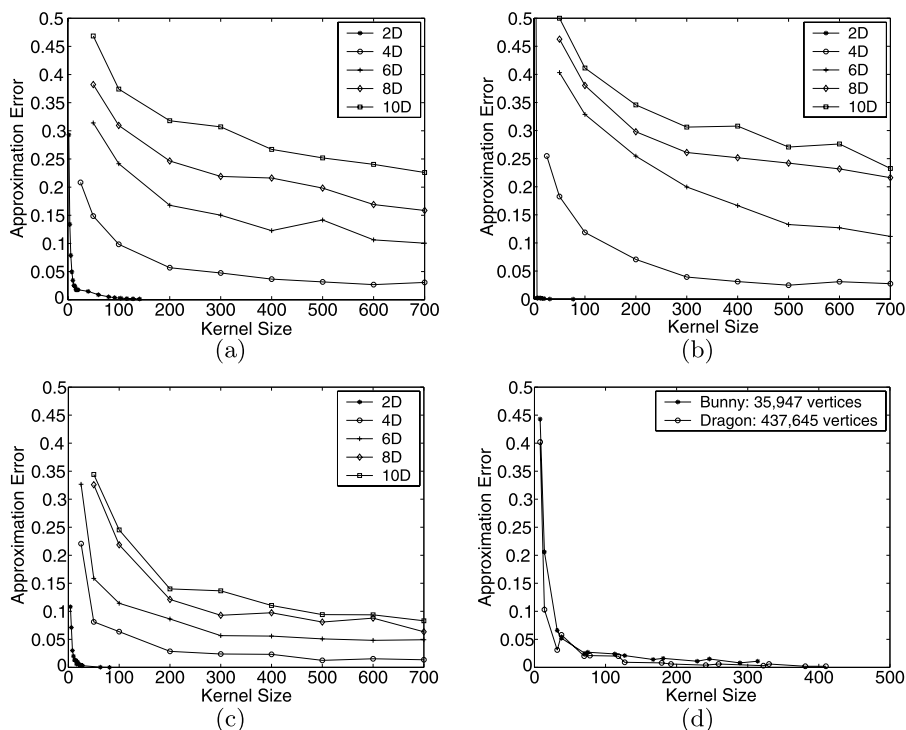 0.5
0.45
0.4
0.35
0.3
0.25
0.2
0.15
0.1
0.05
0
Approximation Error
2D
4D
6D
8D
10D
0 100 200 300 400 500 600 700
Kernel Size
(a)
0.5
0.45
0.4
0.35
0.3
0.25
0.2
0.15
0.1
0.05
0
Approximation Error
2D
4D
6D
8D
10D
0 100 200 300 400 500 600 700
Kernel Size
(b)
0.5
0.45
0.4
0.35
0.3
0.25
0.2
0.15
0.1
0.05
0
Approximation Error
2D
4D
6D
8D
10D
0 100 200 300 400 500 600 700
Kernel Size
(c)
0.5
0.45
0.4
0.35
0.3
0.25
0.2
0.15
0.1
0.05
0
Approximation Error
Bunny: 35,947 vertices
Dragon: 437,645 vertices
0 100 200 300 400 500
Kernel Size
(d)